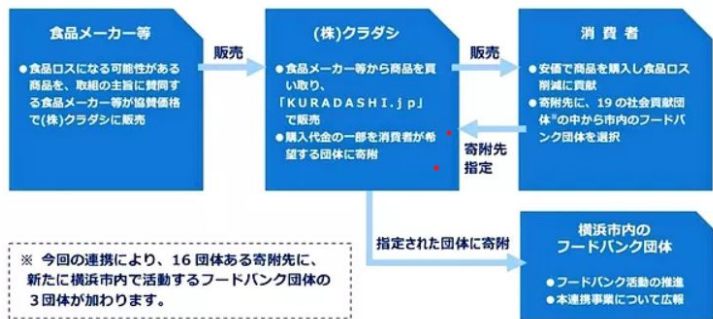 食品メーカー等
●食品ロスになる可能性がある
商品を、取組の主旨に賛同
する食品メーカー等が協賛価格
で(株)クラダシに販売
販売
(株)クラダシ
●食品メーカー等から商品を買
い取り、
「KURADASHI.jp」
で販売
●購入代金の一部を消費者が希
望する団体に寄附
販売
寄附先
指定
消費者
●安価で商品を購入し食品ロス
削減に貢献
●寄附先に、19の社会貢献団
体※の中から市内のフードバ
ンク団体を選択
指定された団体に寄附
横浜市内の
フードバンク団体
●フードバンク活動の推進
●本連携事業について広報
※ 今回の連携により、16団体ある寄附先に、
新たに横浜市内で活動するフードバンク団体の
3団体が加わります。